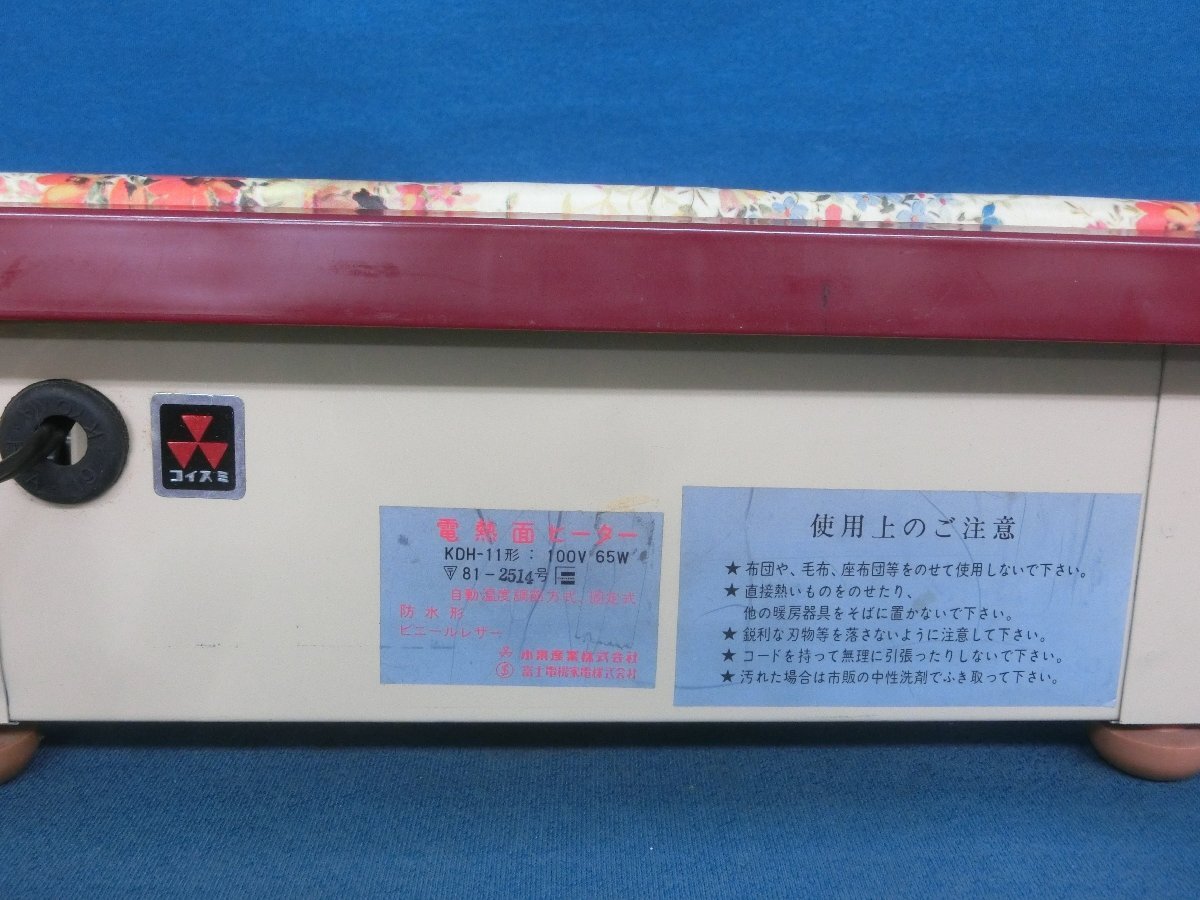 コイズミ
電熱面ヒーター
KDH-11形: 100V 65W
81-2514号
自動温度調節方式、固定式
防水形
ビニールレザー
小泉産業株式会社
富士電機家電株式会社
使用上のご注意
★布団や、毛布、座布団等をのせて使用しないで下さい。
★直接熱いものをのせたり、
他の暖房器具をそばに置かないで下さい。
★鋭利な刃物等を落さないように注意して下さい。
★コードを持って無理に引張ったりしないで下さい。
★汚れた場合は市販の中性洗剤でふき取って下さい。